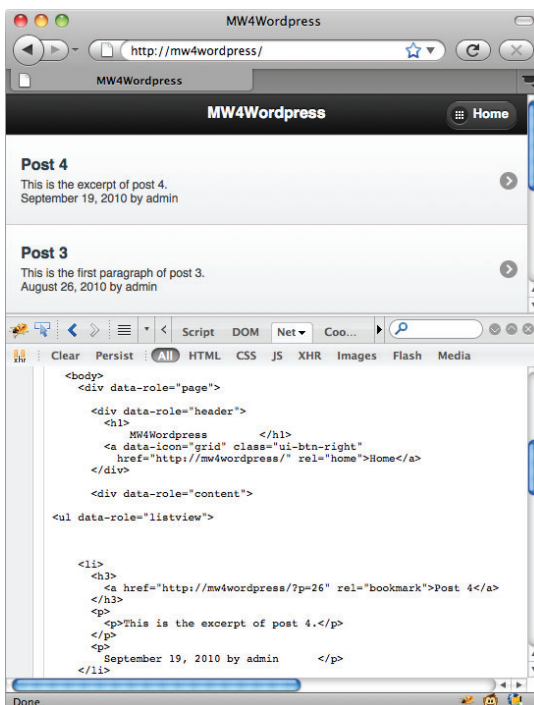 MW4Wordpress
http://mw4wordpress/
MW4Wordpress
MW4Wordpress
Home
Post 4
This is the excerpt of post 4.
September 19, 2010 by admin
Post 3
This is the first paragraph of post 3.
August 26, 2010 by admin
Script DOM Net Coo...
xhr Clear Persist All HTML CSS JS XHR Images Flash Media
<body>
<div data-role="page">
<div data-role="header">
<h1>
MW4Wordpress </h1>
<a data-icon="grid" class="ui-btn-right"
href="http://mw4wordpress/" rel="home">Home</a>
</div>
<div data-role="content">
<ul data-role="listview">
<li>
<h3>
<a href="http://mw4wordpress/?p=26" rel="bookmark">Post 4</a>
</h3>
<p>
<p>This is the excerpt of post 4.</p>
</p>
<p>
September 19, 2010 by admin </p>
</li>
Done